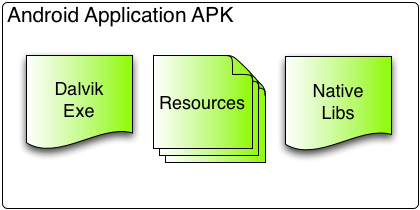 Android Application APK
Dalvik
Exe
Resources
Native
Libs